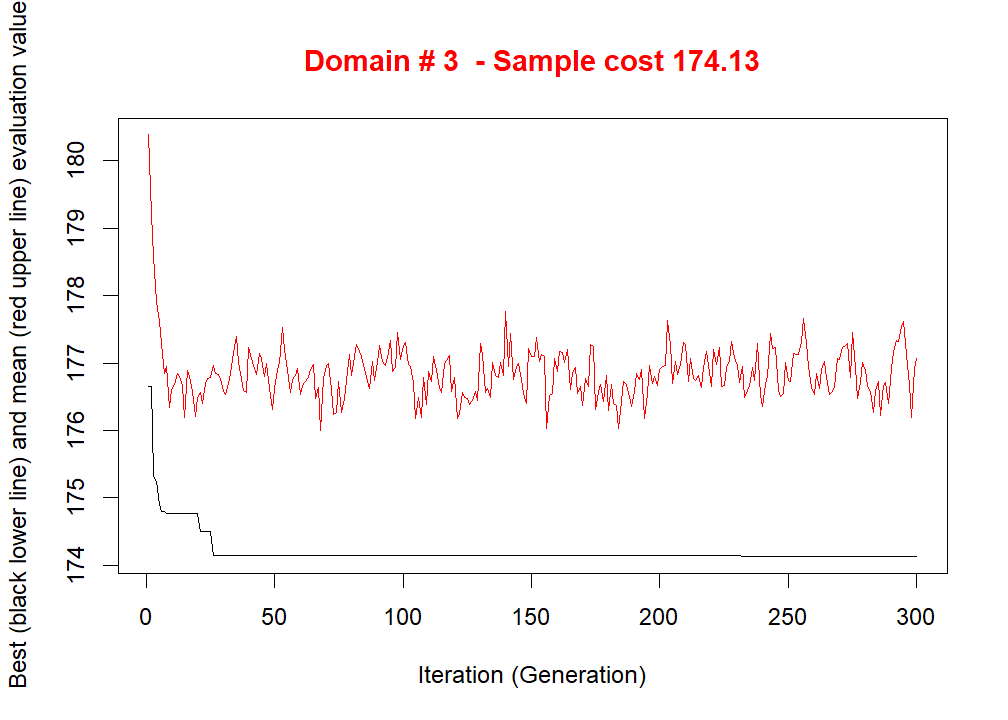 Domain # 3  - Sample cost 174.13
Best (black lower line) and mean (red upper line) evaluation value
180
179
178
177
176
175
174
0 50 100 150 200 250 300
Iteration (Generation)